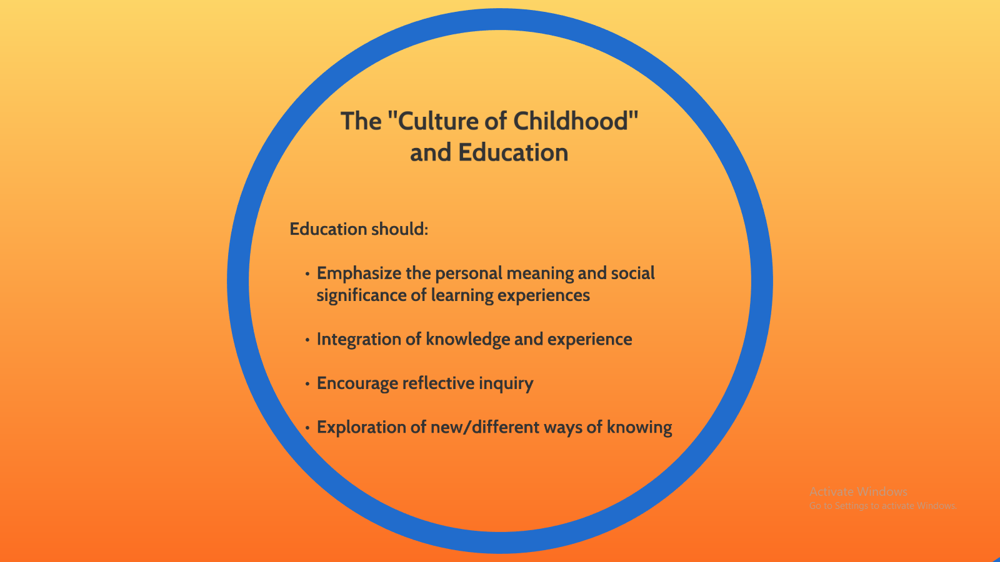 The "Culture of Childhood"
and Education
Education should:
• Emphasize the personal meaning and social
significance of learning experiences
• Integration of knowledge and experience
• Encourage reflective inquiry
• Exploration of new/different ways of knowing
Activate Windows
Go to Settings to activate Windows.